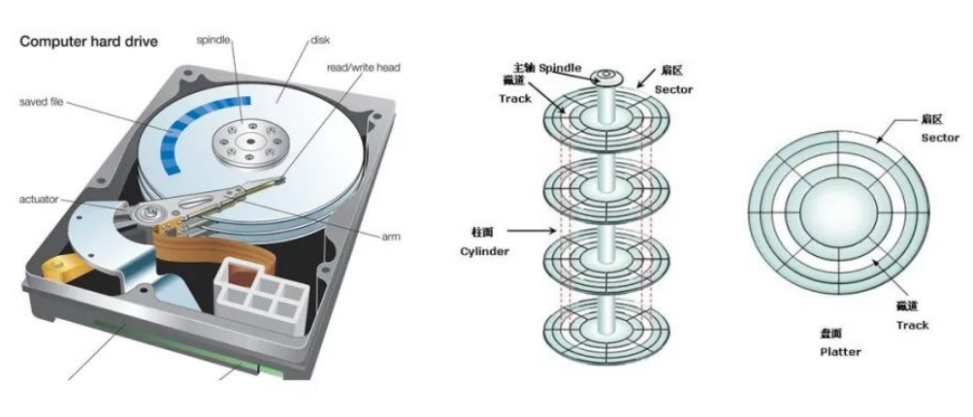 Computer hard drive
spindle
disk
read/write head
saved file
actuator
arm
主轴 Spindle
磁道
Track
扇区
Sector
柱面
Cylinder
扇区
Sector
磁道
Track
盘面
Platter